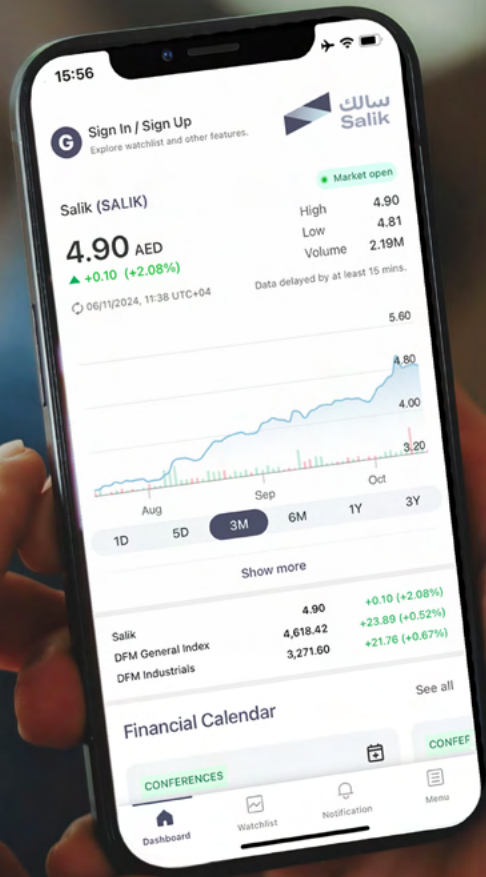 15:56
G
Sign In / Sign Up
Explore watchlist and other features.
سالك
Salik
Market open
Salik (SALIK)
4.90 AED
+0.10 (+2.08%)
06/11/2024, 11:38 UTC+04
High 4.90
Low 4.81
Volume 2.19M
Data delayed by at least 15 mins.
5.60
4.80
4.00
3.20
Aug Sep Oct
1D 5D 3M 6M 1Y 3Y
Show more
Salik 4.90 +0.10 (+2.08%)
DFM General Index 4,618.42 +23.89 (+0.52%)
DFM Industrials 3,271.60 +21.76 (+0.67%)
Financial Calendar See all
CONFERENCES CONFER
Dashboard Watchlist Notification Menu